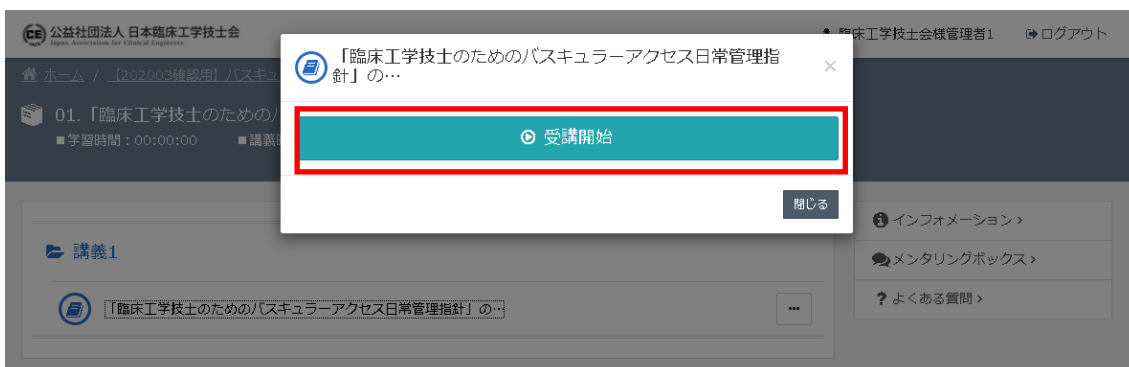 公益社団法人 日本臨床工学技士会
Japan Association for Clinical Engineers
臨床工学技士会様管理者1 ログアウト
ホーム / 【202003確認用】バスキュ
01.「臨床工学技士のための
■学習時間：00:00:00 ■講義
「臨床工学技士のためのバスキュラーアクセス日常管理指
針」の… ×
受講開始
閉じる
講義1
「臨床工学技士のためのバスキュラーアクセス日常管理指針」の…
インフォメーション >
メンタリングボックス >
? よくある質問 >